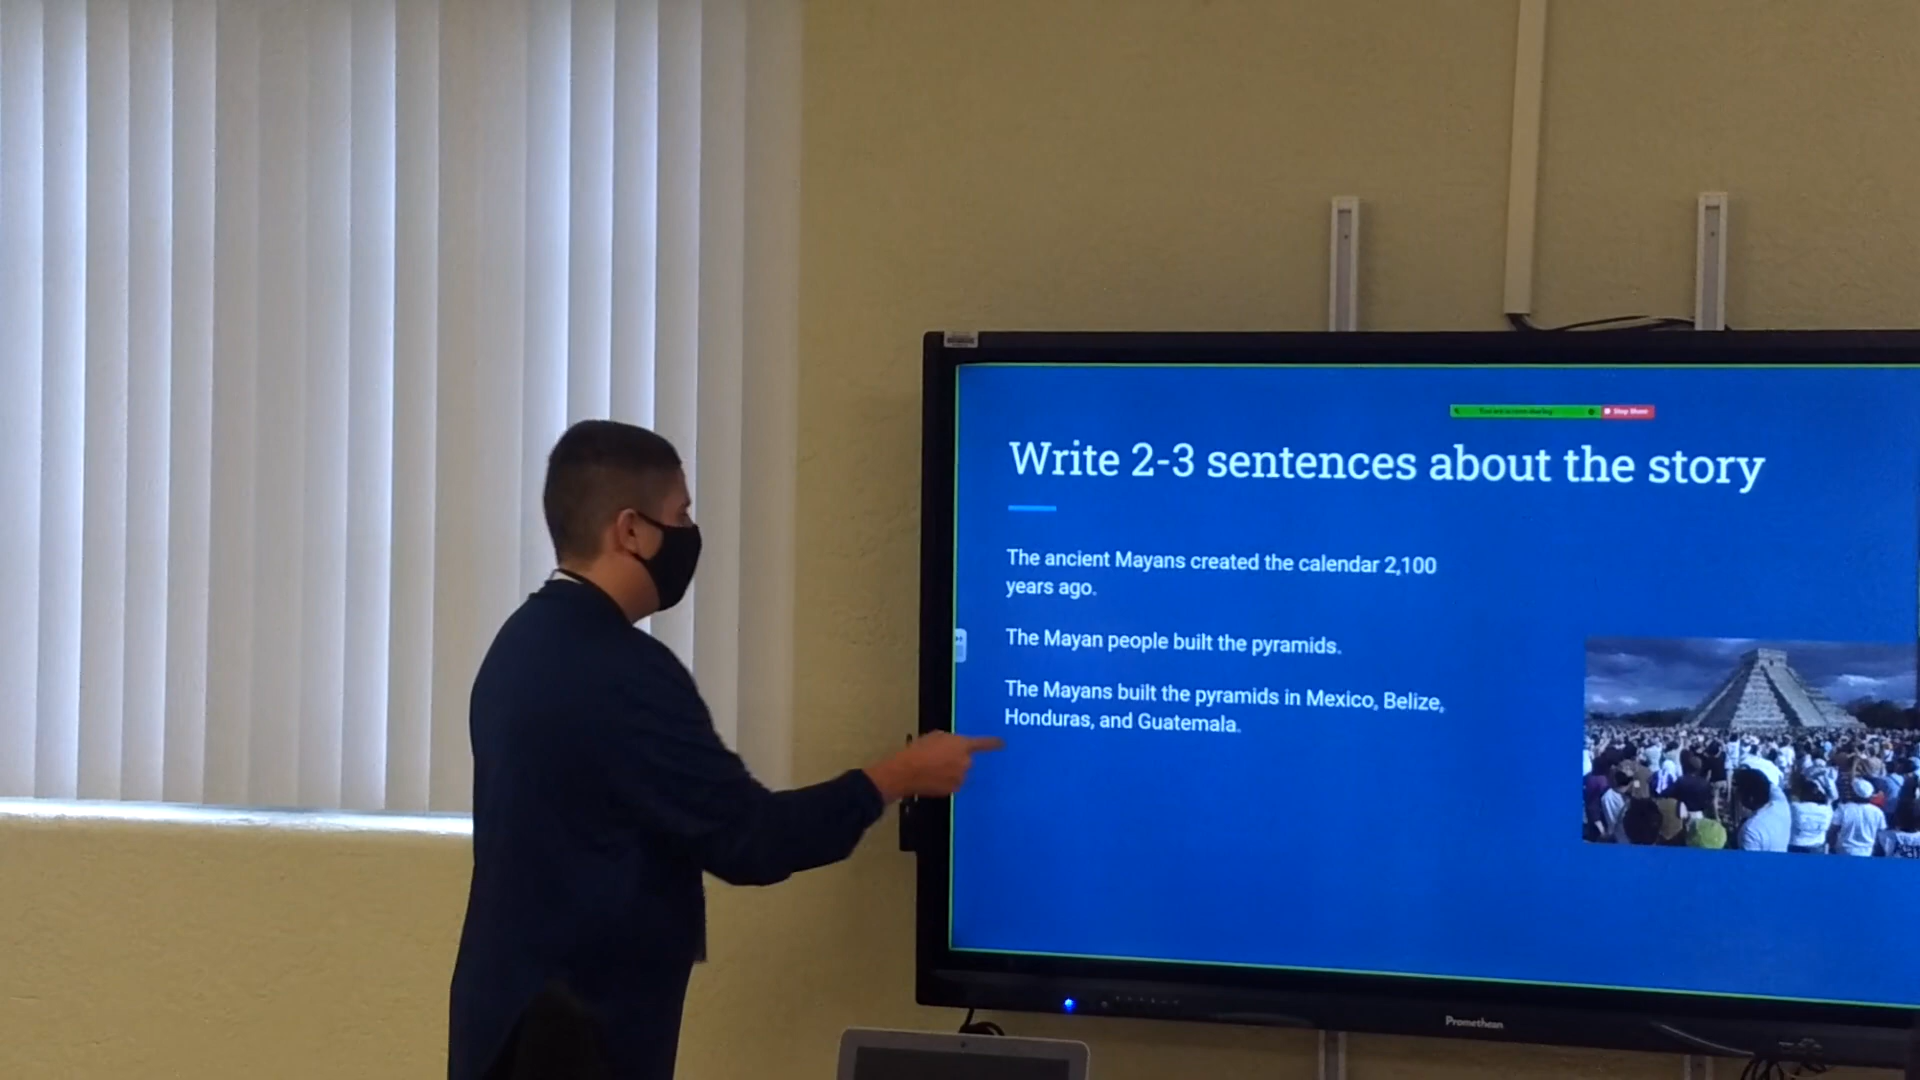 Stop Share
Write 2-3 sentences about the story
The ancient Mayans created the calendar 2,100
years ago.
The Mayan people built the pyramids.
The Mayans built the pyramids in Mexico, Belize,
Honduras, and Guatemala.
Promethean